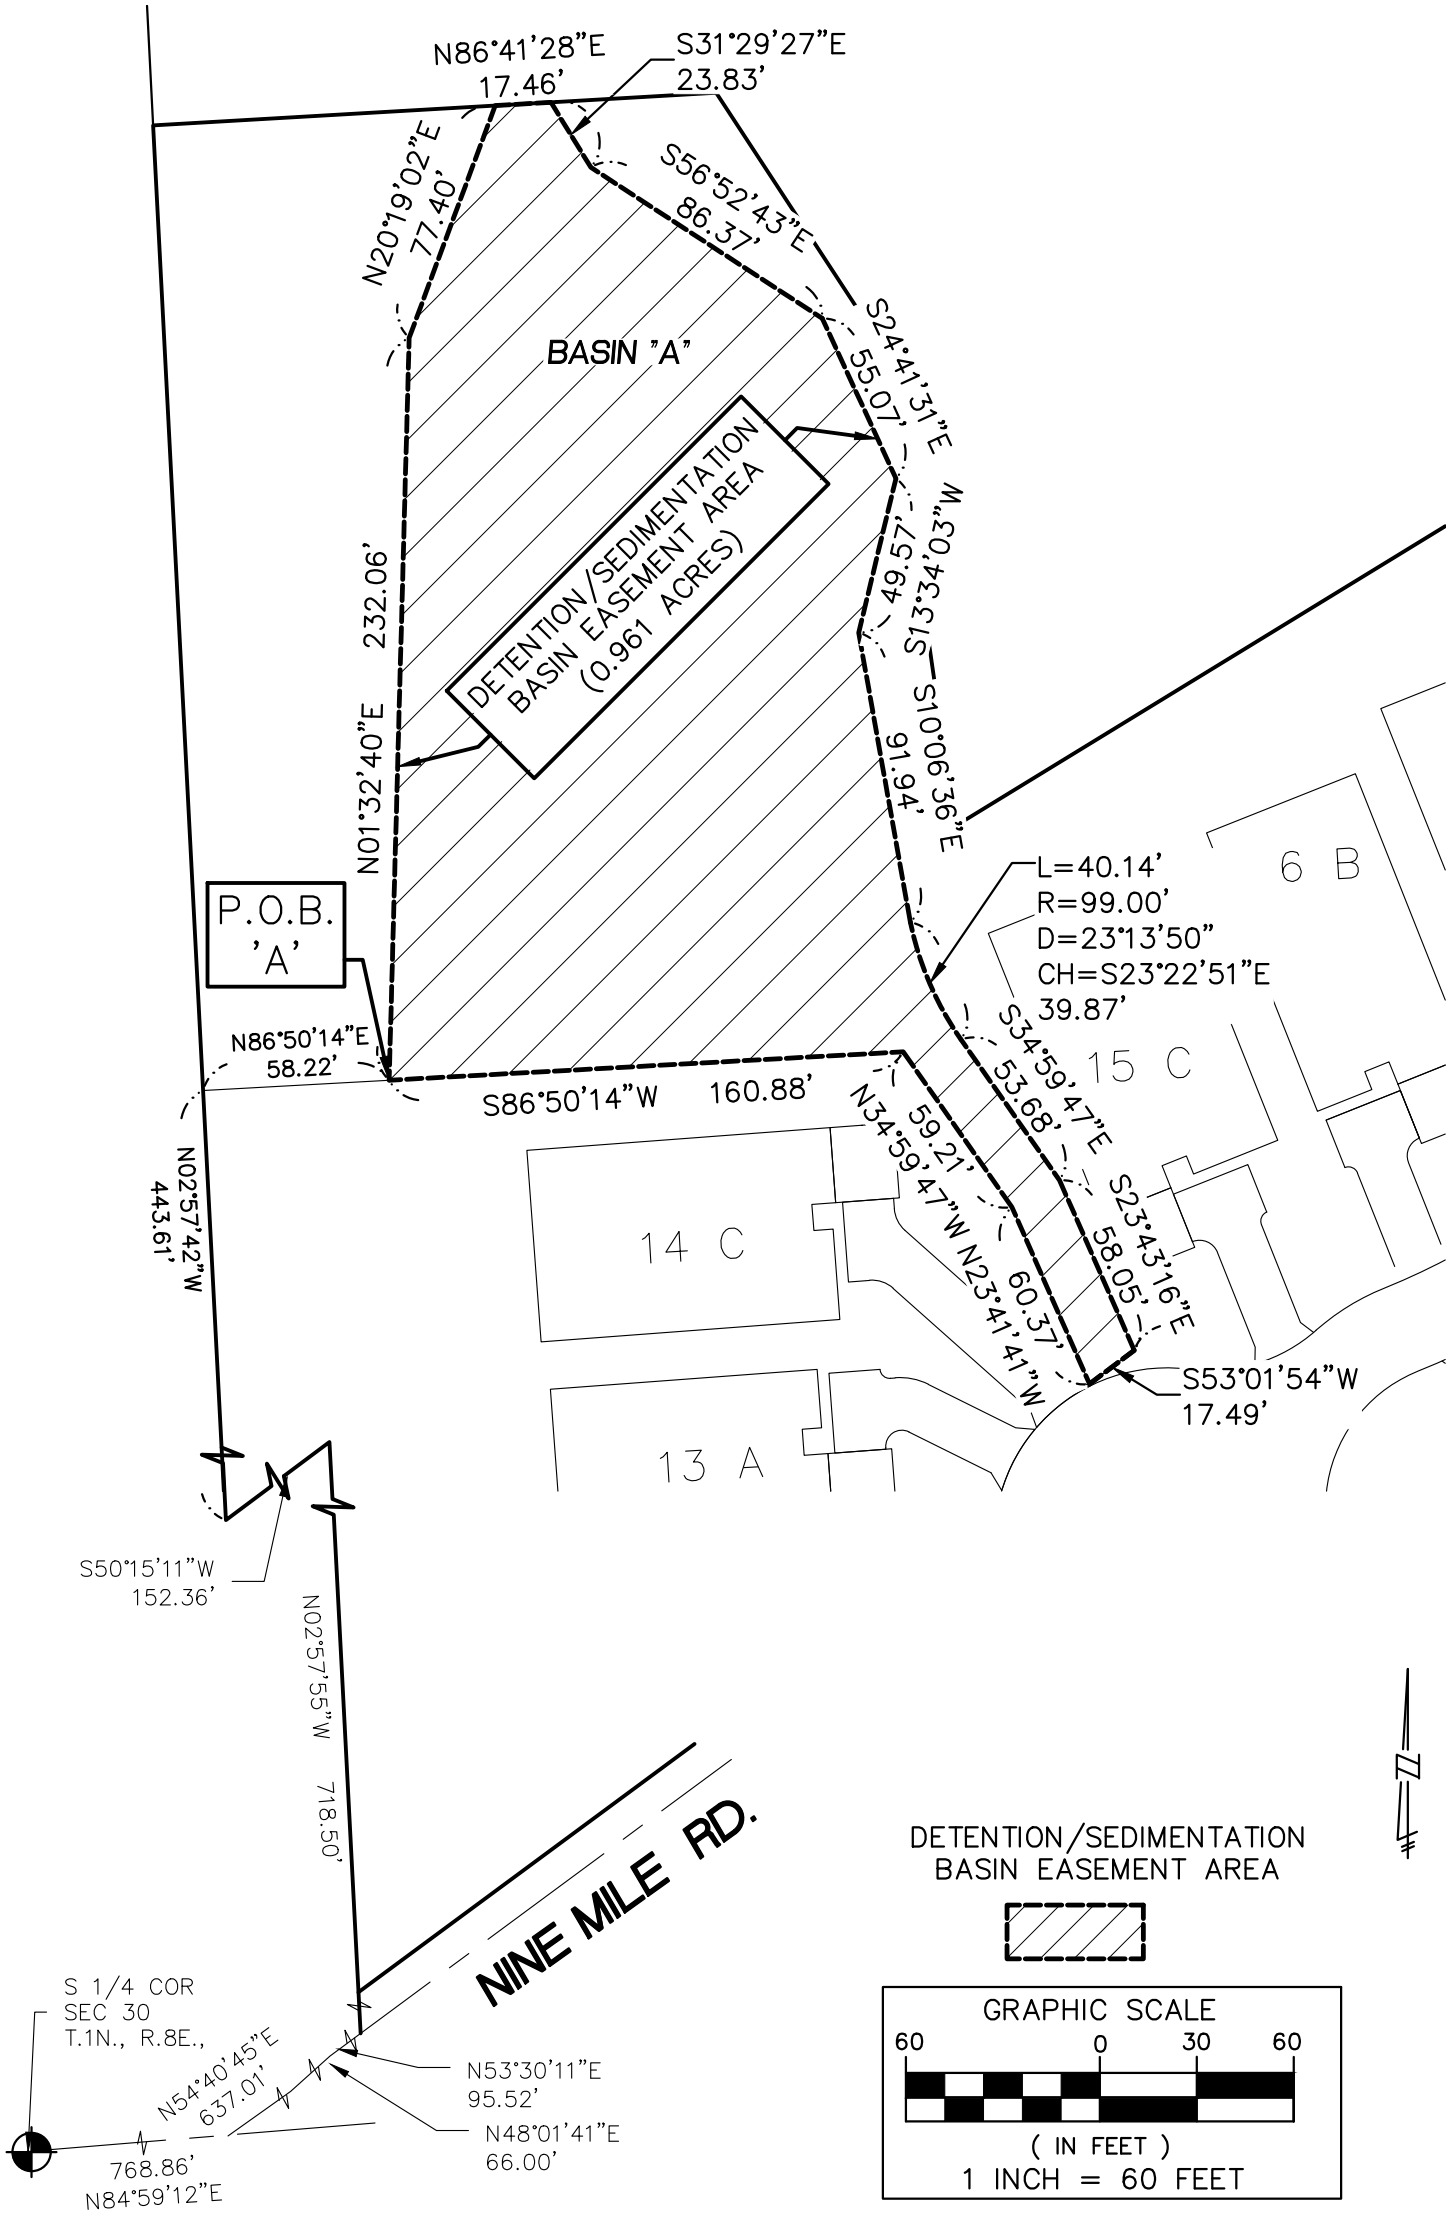 N86°41'28"E
17.46'
S31°29'27"E
23.83'
N20°19'02"E
77.40'
S56°52'43"E
86.37'
BASIN "A"
S24°41'31"E
55.07'
DETENTION/SEDIMENTATION
BASIN EASEMENT AREA
(0.961 ACRES)
49.57'
S13°34'03"W
N01°32'40"E
232.06'
S10°06'36"E
91.94'
P.O.B.
'A'
L=40.14'
R=99.00'
D=23°13'50"
CH=S23°22'51"E
39.87'
6 B
15 C
N86°50'14"E
58.22'
S86°50'14"W 160.88'
S34°59'47"E
53.68'
59.21'
N34°59'47"W
N02°57'42"W
443.61'
14 C
S23°43'16"E
58.05'
60.37'
N23°41'41"W
S53°01'54"W
17.49'
13 A
S50°15'11"W
152.36'
N02°57'55"W 718.50'
NINE MILE RD.
DETENTION/SEDIMENTATION
BASIN EASEMENT AREA
S 1/4 COR
SEC 30
T.1N., R.8E.,
N54°40'45"E
637.01'
N53°30'11"E
95.52'
N48°01'41"E
66.00'
768.86'
N84°59'12"E
GRAPHIC SCALE
60 0 30 60
( IN FEET )
1 INCH = 60 FEET
N